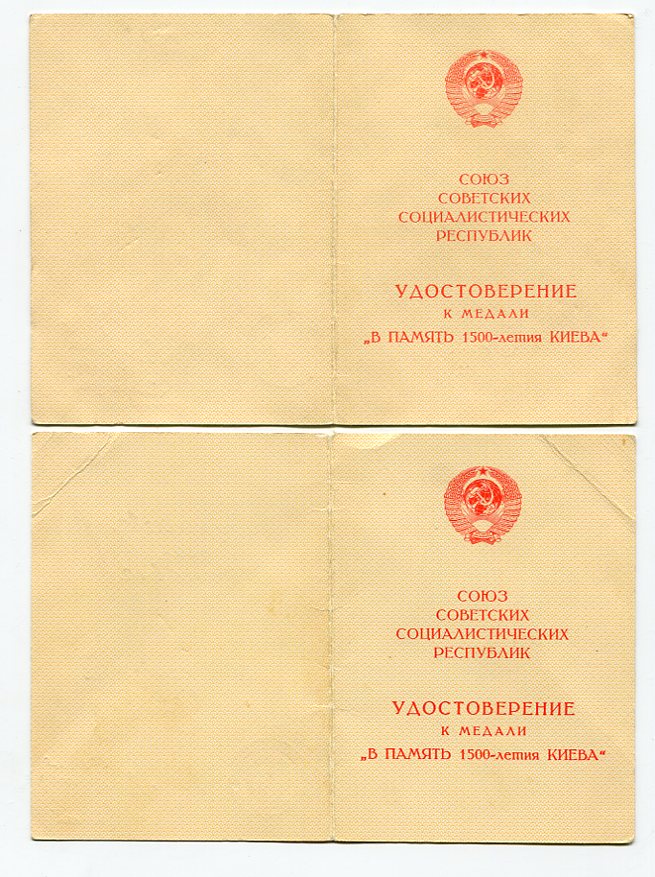 СОЮЗ
СОВЕТСКИХ
СОЦИАЛИСТИЧЕСКИХ
РЕСПУБЛИК
УДОСТОВЕРЕНИЕ
К МЕДАЛИ
„В ПАМЯТЬ 1500-летия КИЕВА“
СОЮЗ
СОВЕТСКИХ
СОЦИАЛИСТИЧЕСКИХ
РЕСПУБЛИК
УДОСТОВЕРЕНИЕ
К МЕДАЛИ
„В ПАМЯТЬ 1500-летия КИЕВА“